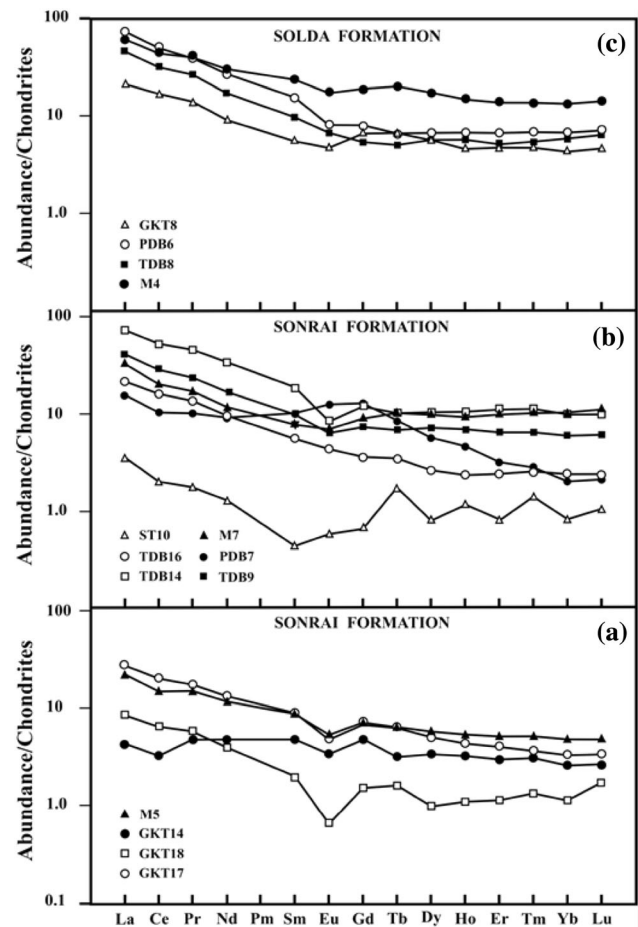 100
SOLDA FORMATION
(c)
10
1.0
Abundance/Chondrites
GKT8
PDB6
TDB8
M4
100
SONRAI FORMATION
(b)
10
1.0
Abundance/Chondrites
ST10
M7
TDB16
PDB7
TDB14
TDB9
100
SONRAI FORMATION
(a)
10
1.0
0.1
Abundance/Chondrites
M5
GKT14
GKT18
GKT17
La Ce Pr Nd Pm Sm Eu Gd Tb Dy Ho Er Tm Yb Lu